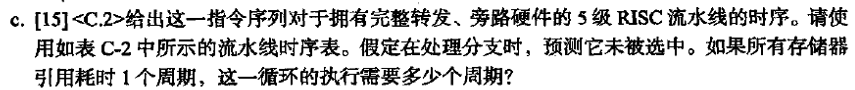 c. [15]<C.2>给出这一指令序列对于拥有完整转发、旁路硬件的 5 级 RISC 流水线的时序。请使
用如表 C-2 中所示的流水线时序表。假定在处理分支时，预测它未被选中。如果所有存储器
引用耗时 1 个周期，这一循环的执行需要多少个周期？